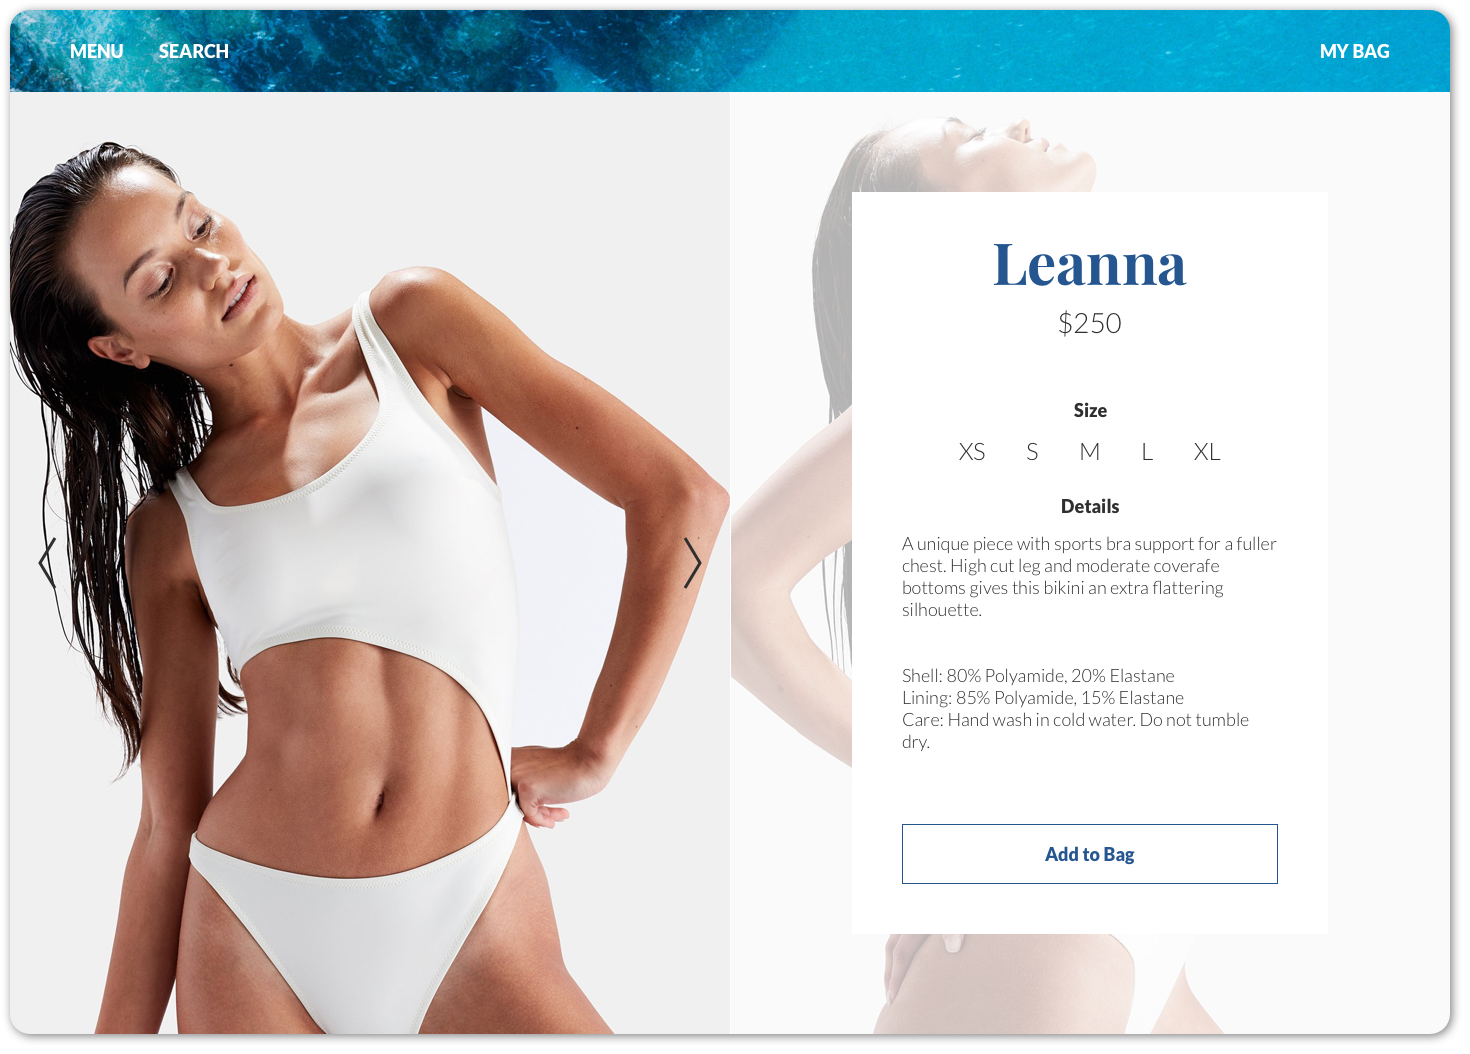 MENU SEARCH MY BAG
Leanna
$250
Size
XS S M L XL
Details
A unique piece with sports bra support for a fuller
chest. High cut leg and moderate coverafe
bottoms gives this bikini an extra flattering
silhouette.
Shell: 80% Polyamide, 20% Elastane
Lining: 85% Polyamide, 15% Elastane
Care: Hand wash in cold water. Do not tumble
dry.
Add to Bag